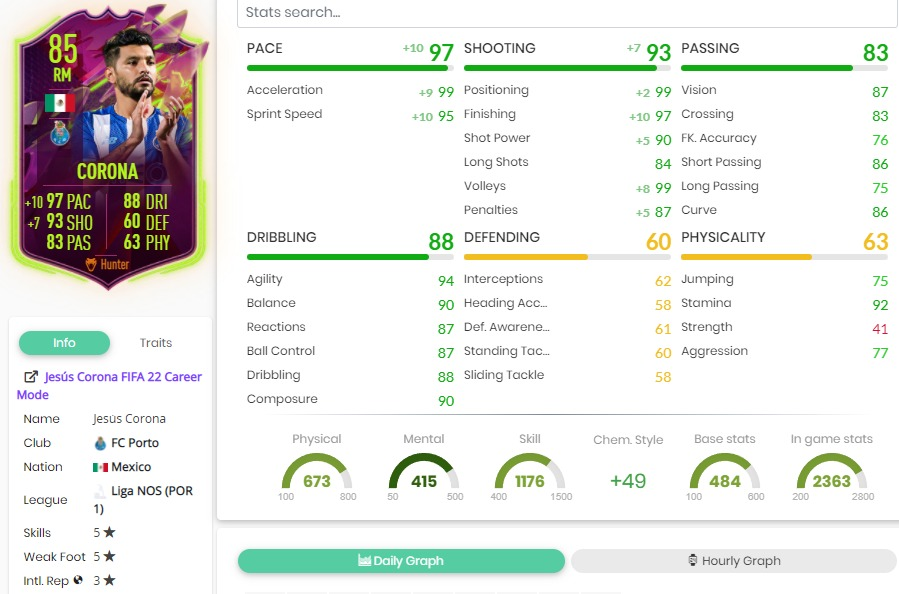 85
RM
CORONA
+10 97 PAC 88 DRI
+7 93 SHO 60 DEF
83 PAS 63 PHY
Hunter
Info Traits
Jesús Corona FIFA 22 Career
Mode
Name Jesús Corona
Club FC Porto
Nation Mexico
League Liga NOS (POR
1)
Skills 5 ★
Weak Foot 5 ★
Intl. Rep 3 ★
Stats search...
PACE +10 97
Acceleration +9 99
Sprint Speed +10 95
SHOOTING +7 93
Positioning +2 99
Finishing +10 97
Shot Power +5 90
Long Shots 84
Volleys +8 99
Penalties +5 87
PASSING 83
Vision 87
Crossing 83
FK. Accuracy 76
Short Passing 86
Long Passing 75
Curve 86
DRIBBLING 88
Agility 94
Balance 90
Reactions 87
Ball Control 87
Dribbling 88
Composure 90
DEFENDING 60
Interceptions 62
Heading Acc... 58
Def. Awarene... 61
Standing Tac... 60
Sliding Tackle 58
PHYSICALITY 63
Jumping 75
Stamina 92
Strength 41
Aggression 77
Physical
673
100 800
Mental
415
50 500
Skill
1176
400 1500
Chem. Style
+49
Base stats
484
100 600
In game stats
2363
200 2800
Daily Graph
Hourly Graph